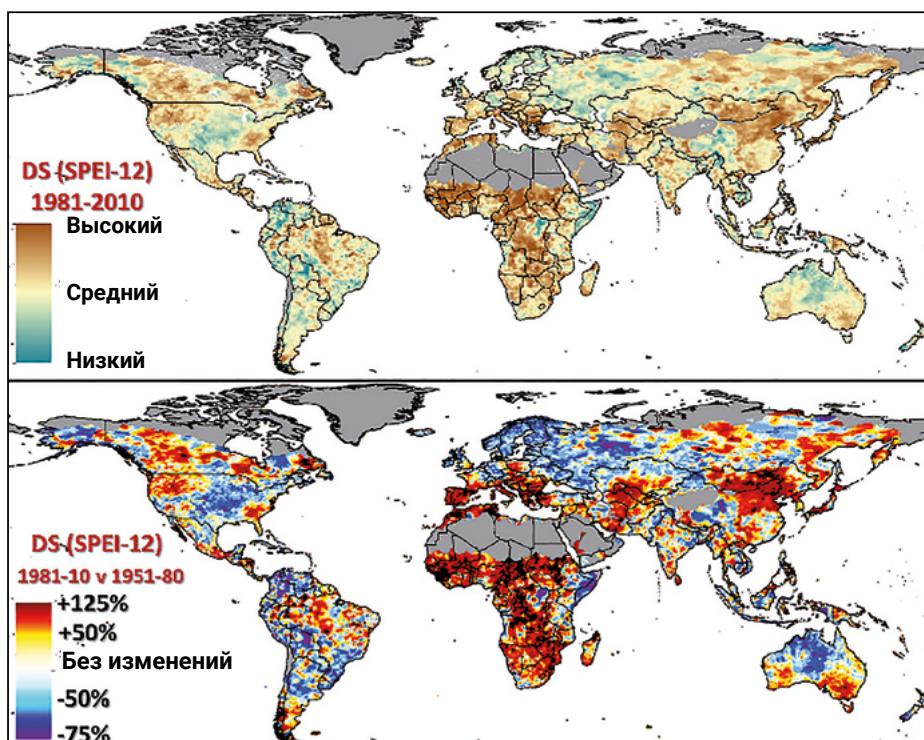 DS (SPEI-12)
1981-2010
Высокий
Средний
Низкий
DS (SPEI-12)
1981-10 v 1951-80
+125%
+50%
Без изменений
-50%
-75%